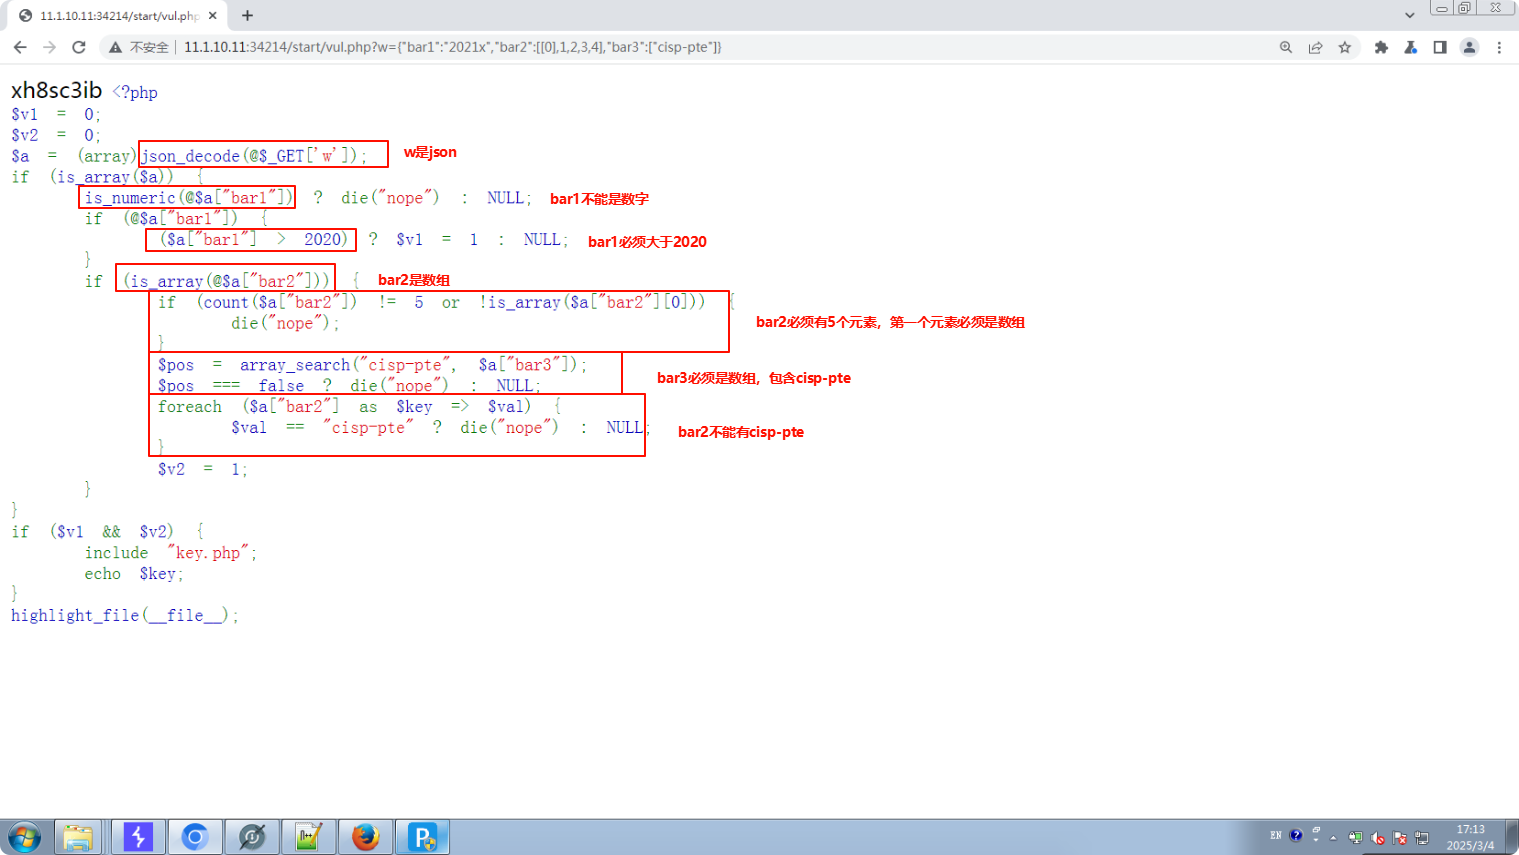 11.1.10.11:34214/start/vul.php
不安全 11.1.10.11:34214/start/vul.php?w={"bar1":"2021x","bar2":[[0],1,2,3,4],"bar3":["cisp-pte"]}
xh8sc3ib <?php
$v1 = 0;
$v2 = 0;
$a = (array)json_decode(@$_GET['w']); w是json
if (is_array($a)) {
is_numeric(@$a["bar1"]) ? die("nope") : NULL; bar1不能是数字
if (@$a["bar1"]) {
($a["bar1"] > 2020) ? $v1 = 1 : NULL; bar1必须大于2020
}
if (is_array(@$a["bar2"])) { bar2是数组
if (count($a["bar2"]) != 5 or !is_array($a["bar2"][0])) {
die("nope"); bar2必须有5个元素，第一个元素必须是数组
}
$pos = array_search("cisp-pte", $a["bar3"]);
$pos === false ? die("nope") : NULL; bar3必须是数组，包含cisp-pte
foreach ($a["bar2"] as $key => $val) {
$val == "cisp-pte" ? die("nope") : NULL; bar2不能有cisp-pte
}
$v2 = 1;
}
}
if ($v1 && $v2) {
include "key.php";
echo $key;
}
highlight_file(__file__);
EN
17:13
2025/3/4